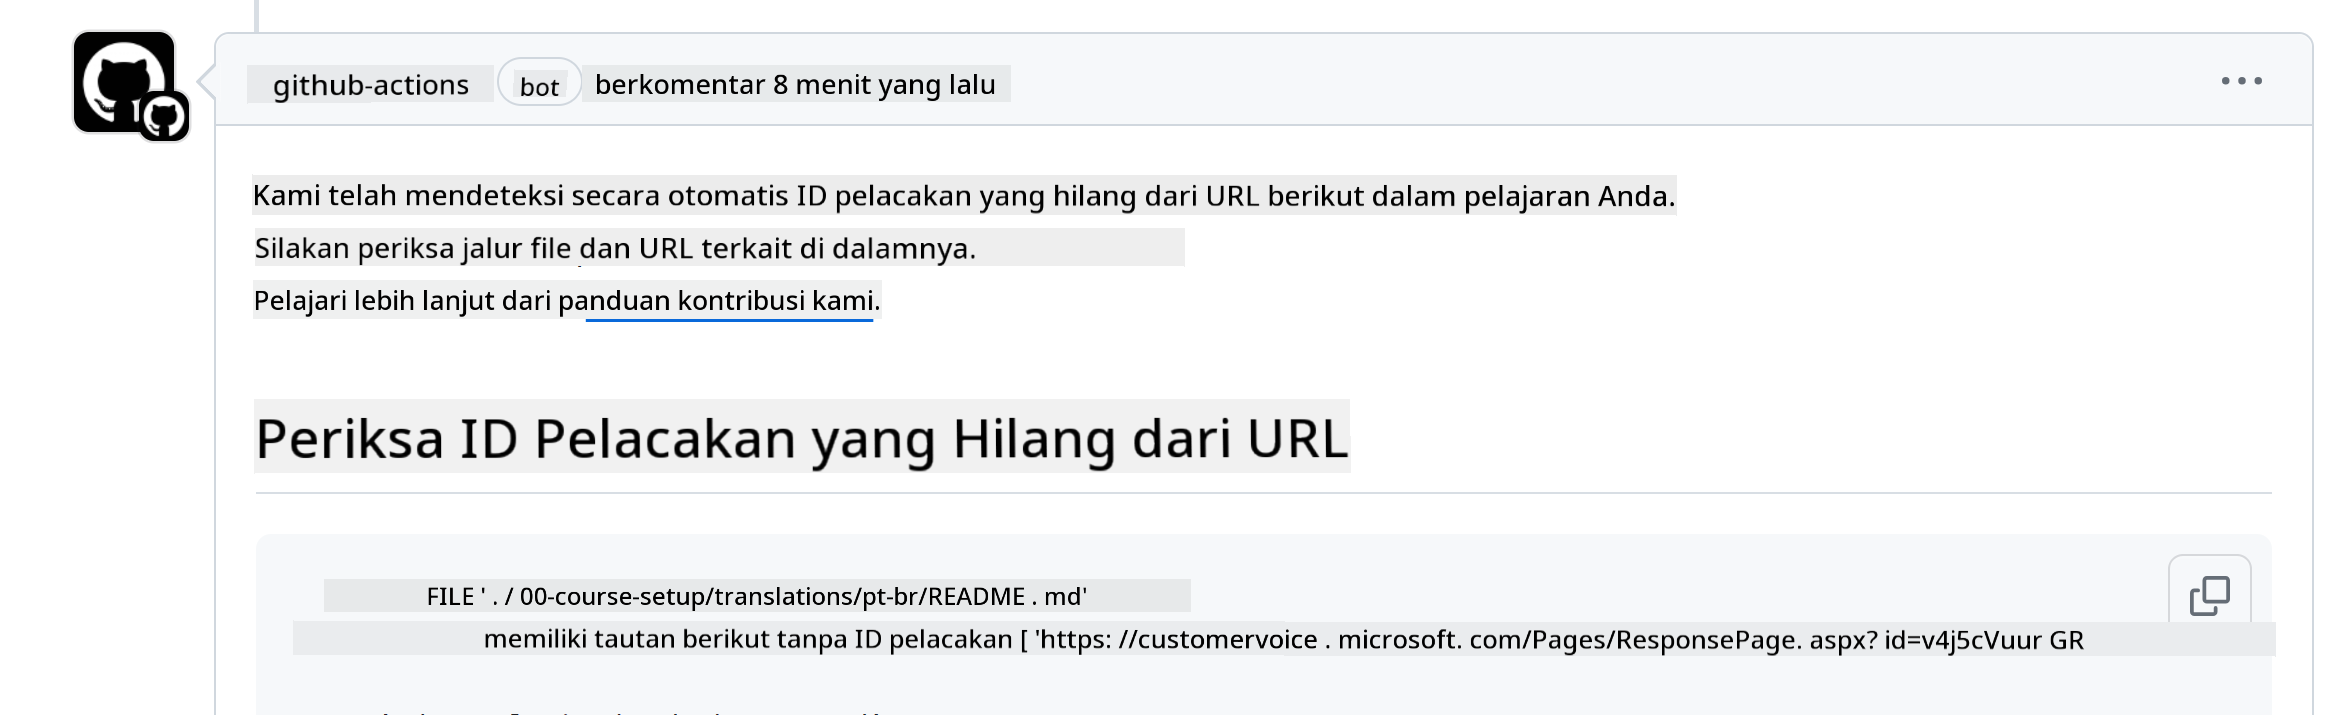 github-actions bot berkomentar 8 menit yang lalu
Kami telah mendeteksi secara otomatis ID pelacakan yang hilang dari URL berikut dalam pelajaran Anda.
Silakan periksa jalur file dan URL terkait di dalamnya.
Pelajari lebih lanjut dari panduan kontribusi kami.
Periksa ID Pelacakan yang Hilang dari URL
FILE ' . / 00-course-setup/translations/pt-br/README . md'
memiliki tautan berikut tanpa ID pelacakan [ 'https: //customervoice . microsoft. com/Pages/ResponsePage. aspx? id=v4j5cVuur GR